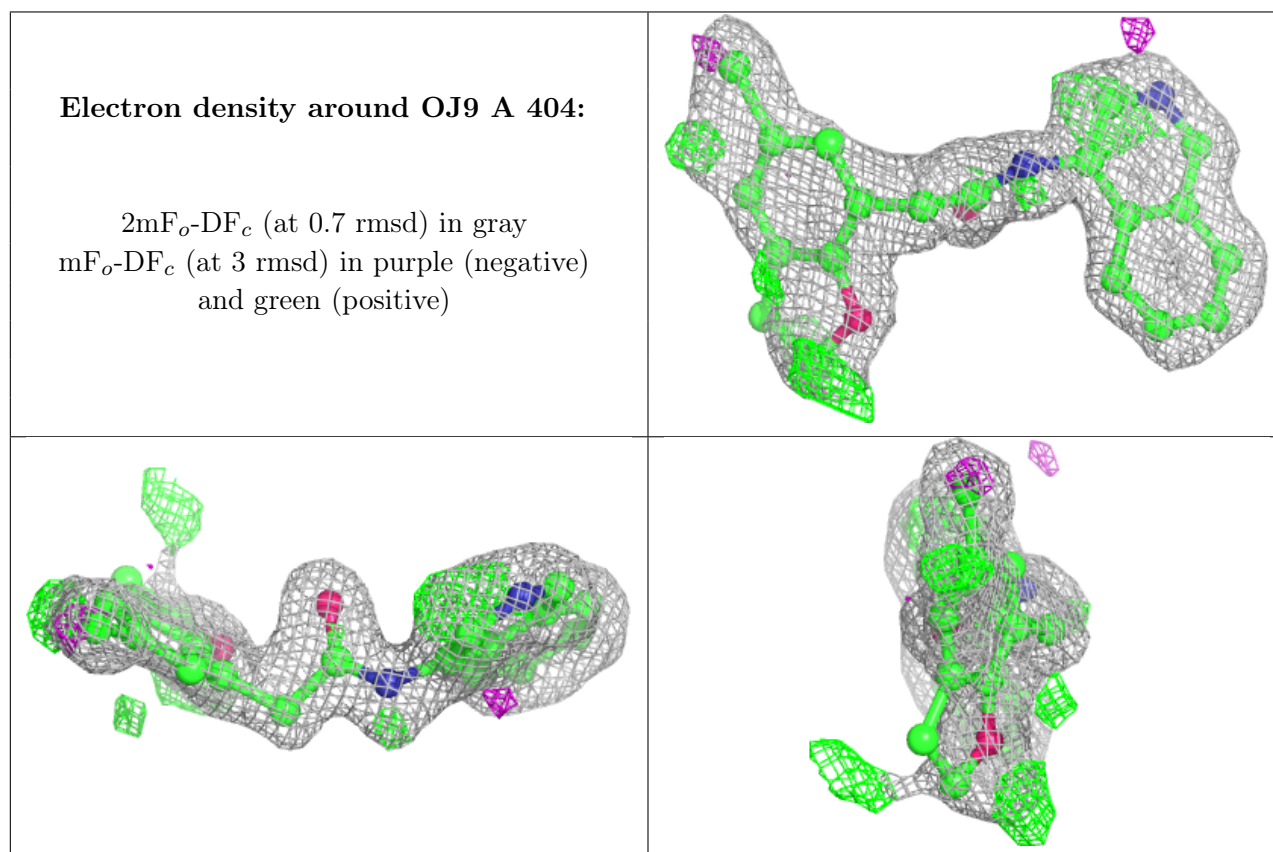 Electron density around OJ9 A 404:
2mFo-DFc (at 0.7 rmsd) in gray
mFo-DFc (at 3 rmsd) in purple (negative)
and green (positive)